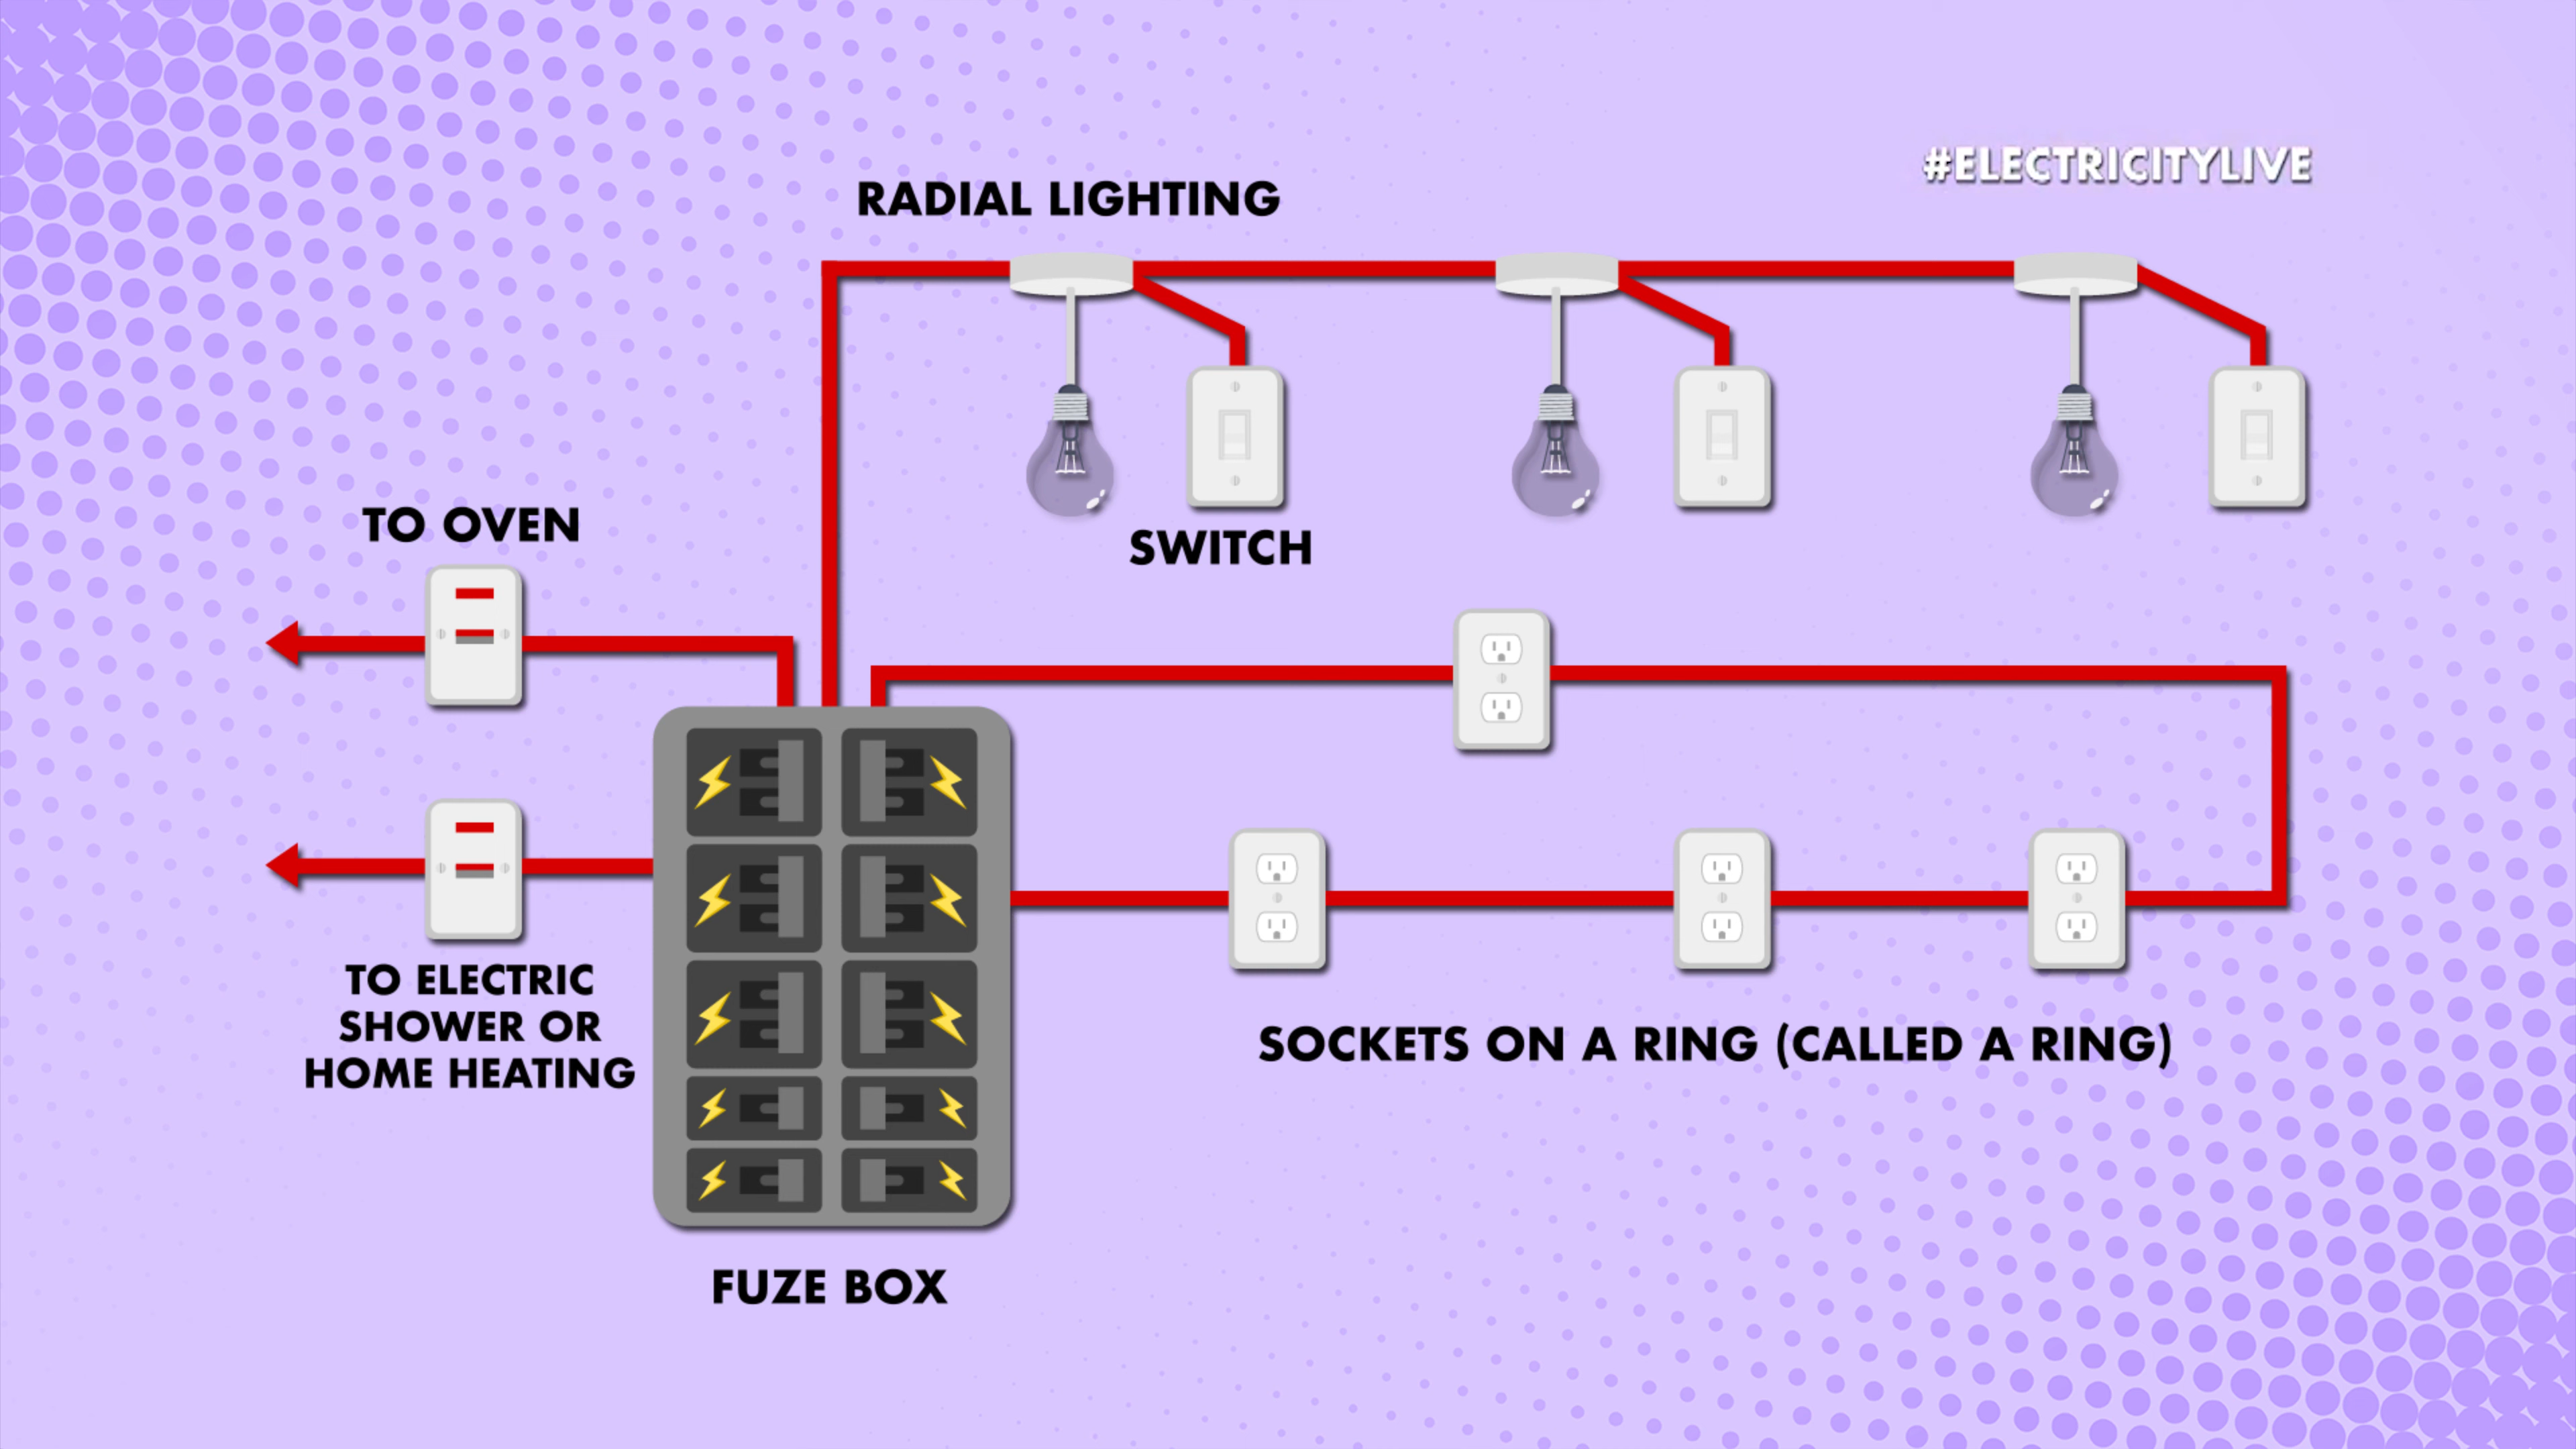 #ELECTRICITYLIVE
RADIAL LIGHTING
TO OVEN
SWITCH
TO ELECTRIC
SHOWER OR
HOME HEATING
SOCKETS ON A RING (CALLED A RING)
FUZE BOX